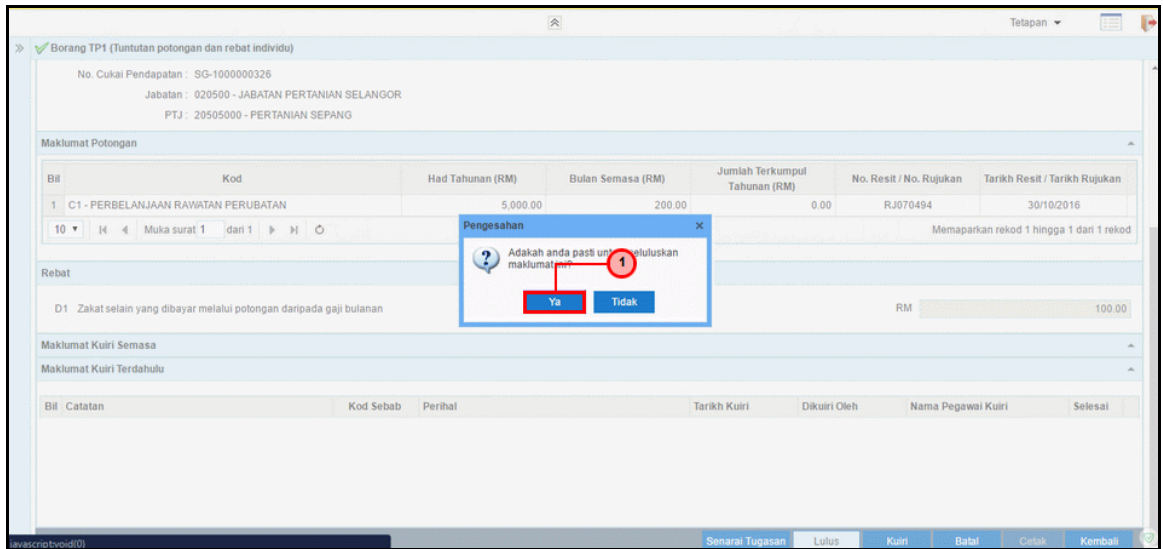 Tetapan
Borang TP1 (Tuntutan potongan dan rebat individu)
No. Cukai Pendapatan : SG-1000000326
Jabatan : 020500 - JABATAN PERTANIAN SELANGOR
PTJ : 20505000 - PERTANIAN SEPANG
Maklumat Potongan
Bil Kod Had Tahunan (RM) Bulan Semasa (RM) Jumlah Terkumpul Tahunan (RM) No. Resit / No. Rujukan Tarikh Resit / Tarikh Rujukan
1 C1 - PERBELANJAAN RAWATAN PERUBATAN 5,000.00 200.00 0.00 RJ070494 30/10/2016
10 Muka surat 1 dari 1 Memaparkan rekod 1 hingga 1 dari 1 rekod
Pengesahan
Adakah anda pasti
maklumat
1
Ya Tidak
Rebat
D1 Zakat selain yang dibayar melalui potongan daripada gaji bulanan RM 100.00
Maklumat Kuiri Semasa
Maklumat Kuiri Terdahulu
Bil Catatan Kod Sebab Perihal Tarikh Kuiri Dikuiri Oleh Nama Pegawai Kuiri Selesai
javascript:void(0) Senarai Tugasan Lulus Kuiri Batal Cetak Kembali